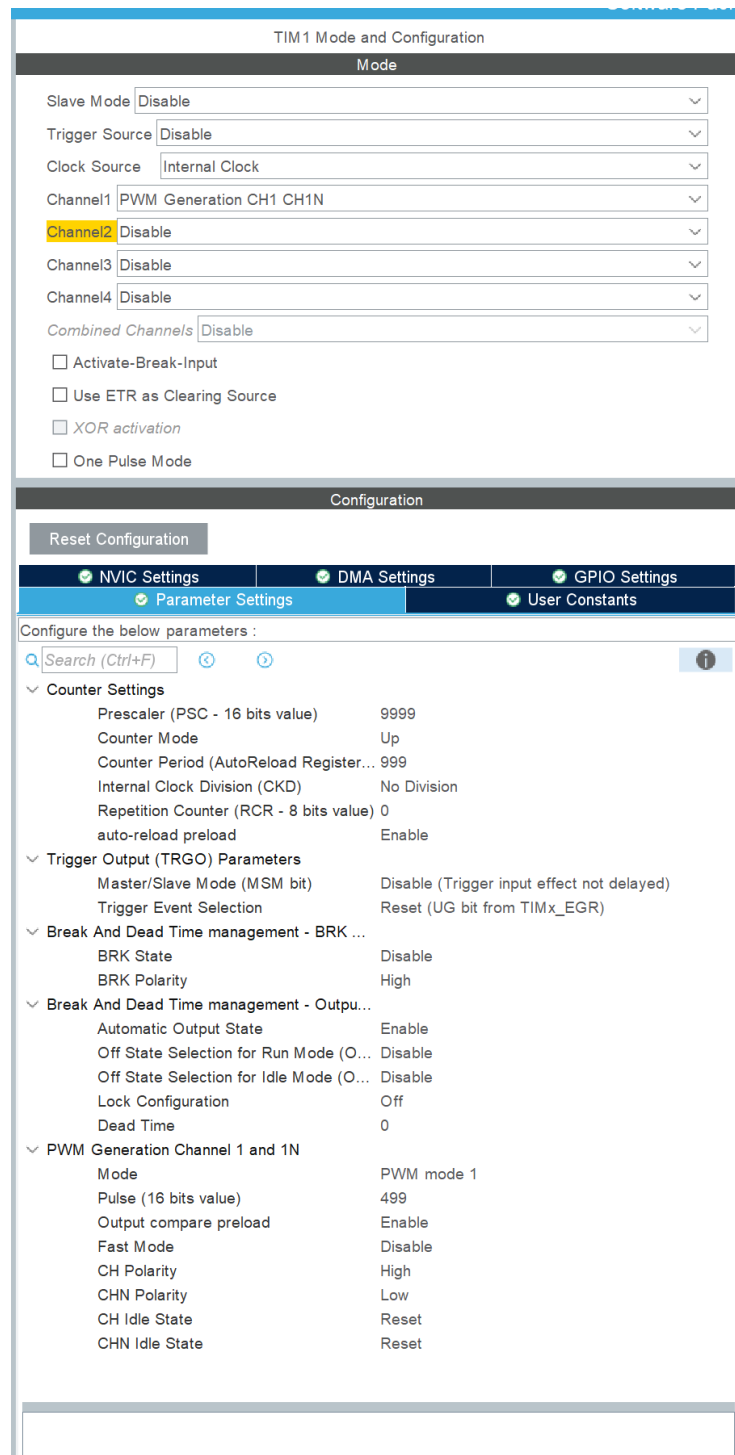 TIM1 Mode and Configuration
Mode
Slave Mode Disable
Trigger Source Disable
Clock Source Internal Clock
Channel1 PWM Generation CH1 CH1N
Channel2 Disable
Channel3 Disable
Channel4 Disable
Combined Channels Disable
Activate-Break-Input
Use ETR as Clearing Source
XOR activation
One Pulse Mode
Configuration
Reset Configuration
NVIC Settings DMA Settings GPIO Settings
Parameter Settings User Constants
Configure the below parameters :
Search (Ctrl+F)
Counter Settings
Prescaler (PSC - 16 bits value) 9999
Counter Mode Up
Counter Period (AutoReload Register... 999
Internal Clock Division (CKD) No Division
Repetition Counter (RCR - 8 bits value) 0
auto-reload preload Enable
Trigger Output (TRGO) Parameters
Master/Slave Mode (MSM bit) Disable (Trigger input effect not delayed)
Trigger Event Selection Reset (UG bit from TIMx_EGR)
Break And Dead Time management - BRK ...
BRK State Disable
BRK Polarity High
Break And Dead Time management - Outpu...
Automatic Output State Enable
Off State Selection for Run Mode (O... Disable
Off State Selection for Idle Mode (O... Disable
Lock Configuration Off
Dead Time 0
PWM Generation Channel 1 and 1N
Mode PWM mode 1
Pulse (16 bits value) 499
Output compare preload Enable
Fast Mode Disable
CH Polarity High
CHN Polarity Low
CH Idle State Reset
CHN Idle State Reset